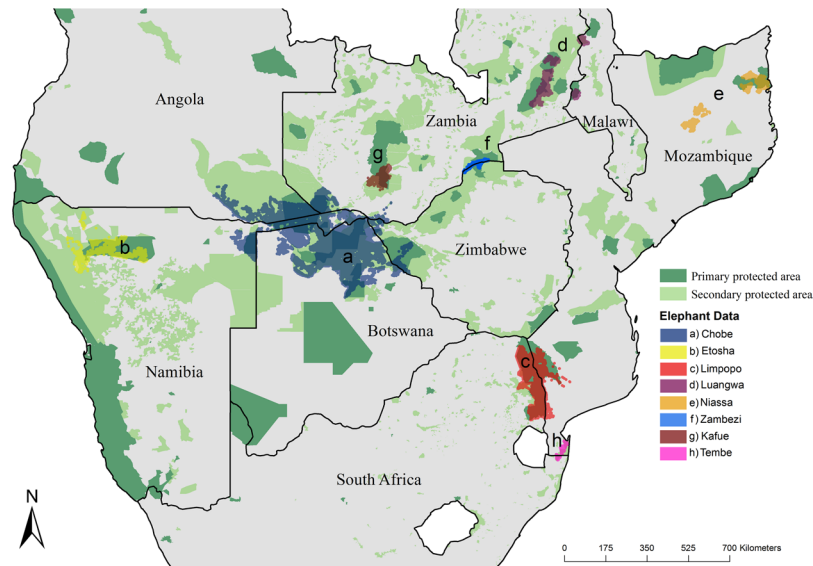 d
Angola
e
Zambia
Malawi
f
g
Mozambique
b
Zimbabwe
a
Primary protected area
Secondary protected area
Elephant Data
a) Chobe
b) Etosha
c) Limpopo
d) Luangwa
e) Niassa
f) Zambezi
g) Kafue
h) Tembe
Botswana
c
Namibia
h
South Africa
N
0 175 350 525 700 Kilometers